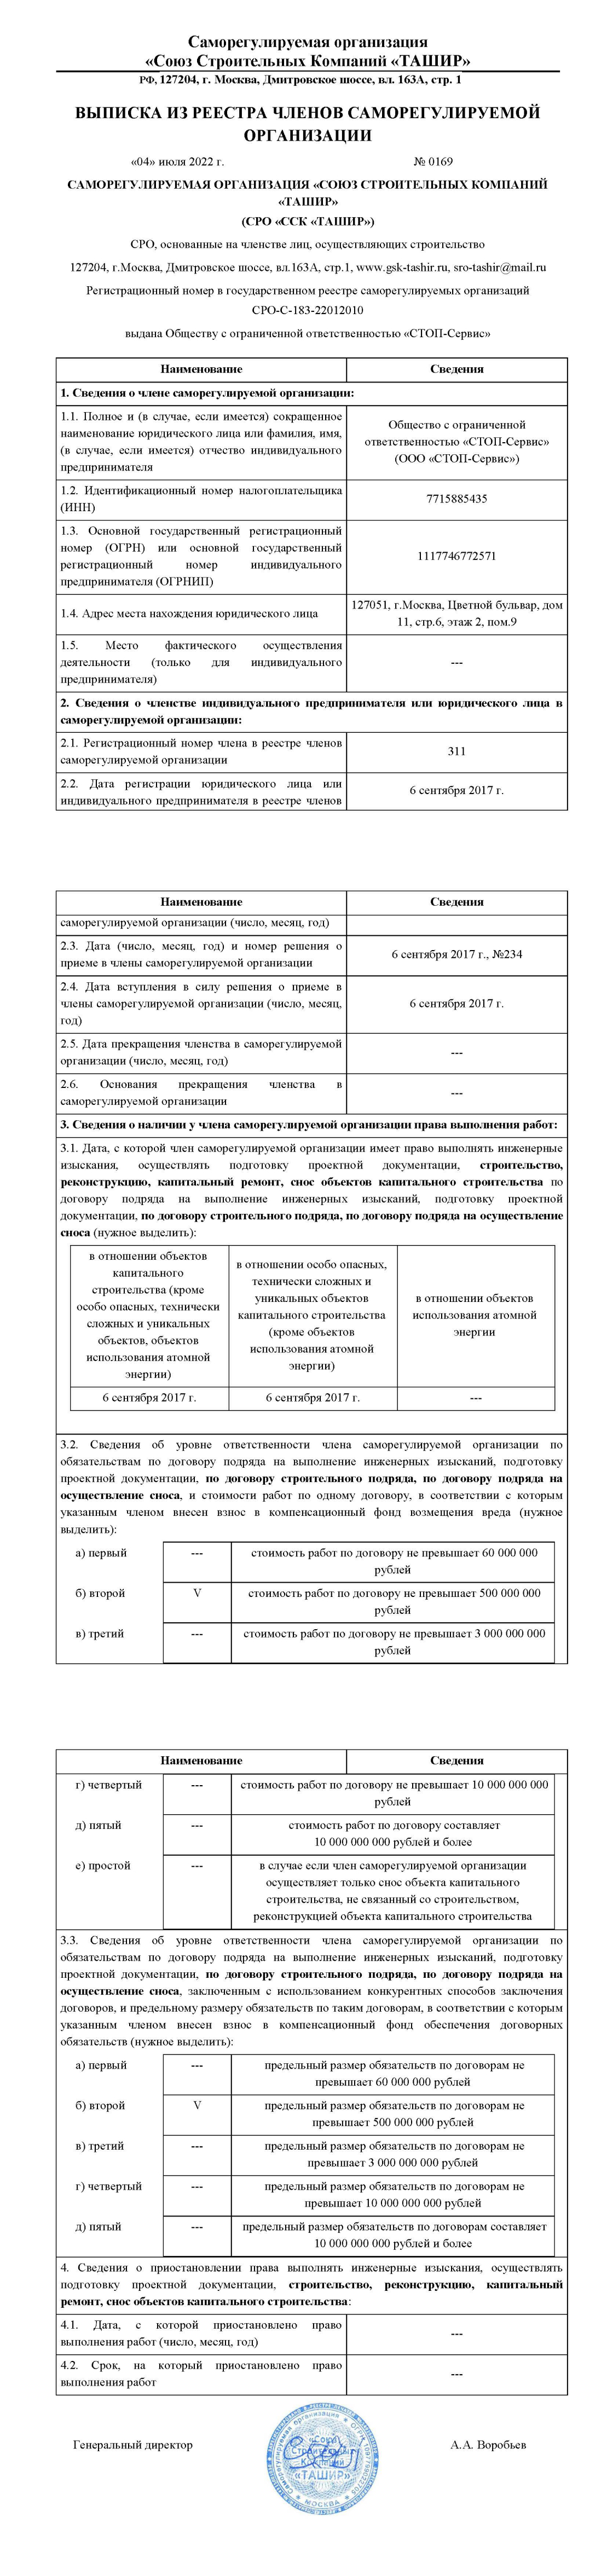 Саморегулируемая организация
«Союз Строительных Компаний «ТАШИР»
РФ, 127204, г. Москва, Дмитровское шоссе, вл. 163А, стр. 1
ВЫПИСКА ИЗ РЕЕСТРА ЧЛЕНОВ САМОРЕГУЛИРУЕМОЙ
ОРГАНИЗАЦИИ
«04» июля 2022 г. № 0169
САМОРЕГУЛИРУЕМАЯ ОРГАНИЗАЦИЯ «СОЮЗ СТРОИТЕЛЬНЫХ КОМПАНИЙ
«ТАШИР»
(СРО «ССК «ТАШИР»)
СРО, основанные на членстве лиц, осуществляющих строительство
127204, г.Москва, Дмитровское шоссе, вл.163А, стр.1, www.gsk-tashir.ru, sro-tashir@mail.ru
Регистрационный номер в государственном реестре саморегулируемых организаций
СРО-С-183-22012010
выдана Обществу с ограниченной ответственностью «СТОП-Сервис»
Наименование Сведения
1. Сведения о члене саморегулируемой организации:
1.1. Полное и (в случае, если имеется) сокращенное
наименование юридического лица или фамилия, имя,
(в случае, если имеется) отчество индивидуального
предпринимателя
Общество с ограниченной
ответственностью «СТОП-Сервис»
(ООО «СТОП-Сервис»)
1.2. Идентификационный номер налогоплательщика
(ИНН)
7715885435
1.3. Основной государственный регистрационный
номер (ОГРН) или основной государственный
регистрационный номер индивидуального
предпринимателя (ОГРНИП)
1117746772571
1.4. Адрес места нахождения юридического лица
127051, г.Москва, Цветной бульвар, дом
11, стр.6, этаж 2, пом.9
1.5. Место фактического осуществления
деятельности (только для индивидуального
предпринимателя)
---
2. Сведения о членстве индивидуального предпринимателя или юридического лица в
саморегулируемой организации:
2.1. Регистрационный номер члена в реестре членов
саморегулируемой организации
311
2.2. Дата регистрации юридического лица или
индивидуального предпринимателя в реестре членов
6 сентября 2017 г.
Наименование Сведения
саморегулируемой организации (число, месяц, год)
2.3. Дата (число, месяц, год) и номер решения о
приеме в члены саморегулируемой организации
6 сентября 2017 г., №234
2.4. Дата вступления в силу решения о приеме в
члены саморегулируемой организации (число, месяц,
год)
6 сентября 2017 г.
2.5. Дата прекращения членства в саморегулируемой
организации (число, месяц, год)
---
2.6. Основания прекращения членства в
саморегулируемой организации
---
3. Сведения о наличии у члена саморегулируемой организации права выполнения работ:
3.1. Дата, с которой член саморегулируемой организации имеет право выполнять инженерные
изыскания, осуществлять подготовку проектной документации, строительство,
реконструкцию, капитальный ремонт, снос объектов капитального строительства по
договору подряда на выполнение инженерных изысканий, подготовку проектной
документации, по договору строительного подряда, по договору подряда на осуществление
сноса (нужное выделить):
в отношении объектов
капитального
строительства (кроме
особо опасных, технически
сложных и уникальных
объектов, объектов
использования атомной
энергии)
в отношении особо опасных,
технически сложных и
уникальных объектов
капитального строительства
(кроме объектов
использования атомной
энергии)
в отношении объектов
использования атомной
энергии
6 сентября 2017 г. 6 сентября 2017 г. ---
3.2. Сведения об уровне ответственности члена саморегулируемой организации по
обязательствам по договору подряда на выполнение инженерных изысканий, подготовку
проектной документации, по договору строительного подряда, по договору подряда на
осуществление сноса, и стоимости работ по одному договору, в соответствии с которым
указанным членом внесен взнос в компенсационный фонд возмещения вреда (нужное
выделить):
а) первый --- стоимость работ по договору не превышает 60 000 000
рублей
б) второй V стоимость работ по договору не превышает 500 000 000
рублей
в) третий --- стоимость работ по договору не превышает 3 000 000 000
рублей
Наименование Сведения
г) четвертый --- стоимость работ по договору не превышает 10 000 000 000
рублей
д) пятый --- стоимость работ по договору составляет
10 000 000 000 рублей и более
е) простой --- в случае если член саморегулируемой организации
осуществляет только снос объекта капитального
строительства, не связанный со строительством,
реконструкцией объекта капитального строительства
3.3. Сведения об уровне ответственности члена саморегулируемой организации по
обязательствам по договору подряда на выполнение инженерных изысканий, подготовку
проектной документации, по договору строительного подряда, по договору подряда на
осуществление сноса, заключенным с использованием конкурентных способов заключения
договоров, и предельному размеру обязательств по таким договорам, в соответствии с которым
указанным членом внесен взнос в компенсационный фонд обеспечения договорных
обязательств (нужное выделить):
а) первый --- предельный размер обязательств по договорам не
превышает 60 000 000 рублей
б) второй V предельный размер обязательств по договорам не
превышает 500 000 000 рублей
в) третий --- предельный размер обязательств по договорам не
превышает 3 000 000 000 рублей
г) четвертый --- предельный размер обязательств по договорам не
превышает 10 000 000 000 рублей
д) пятый --- предельный размер обязательств по договорам составляет
10 000 000 000 рублей и более
4. Сведения о приостановлении права выполнять инженерные изыскания, осуществлять
подготовку проектной документации, строительство, реконструкцию, капитальный
ремонт, снос объектов капитального строительства:
4.1. Дата, с которой приостановлено право
выполнения работ (число, месяц, год)
---
4.2. Срок, на который приостановлено право
выполнения работ
---
Генеральный директор А.А. Воробьев
Саморегулируемая организация
«Союз
Строительных
Компаний
«ТАШИР»
МОСКВА